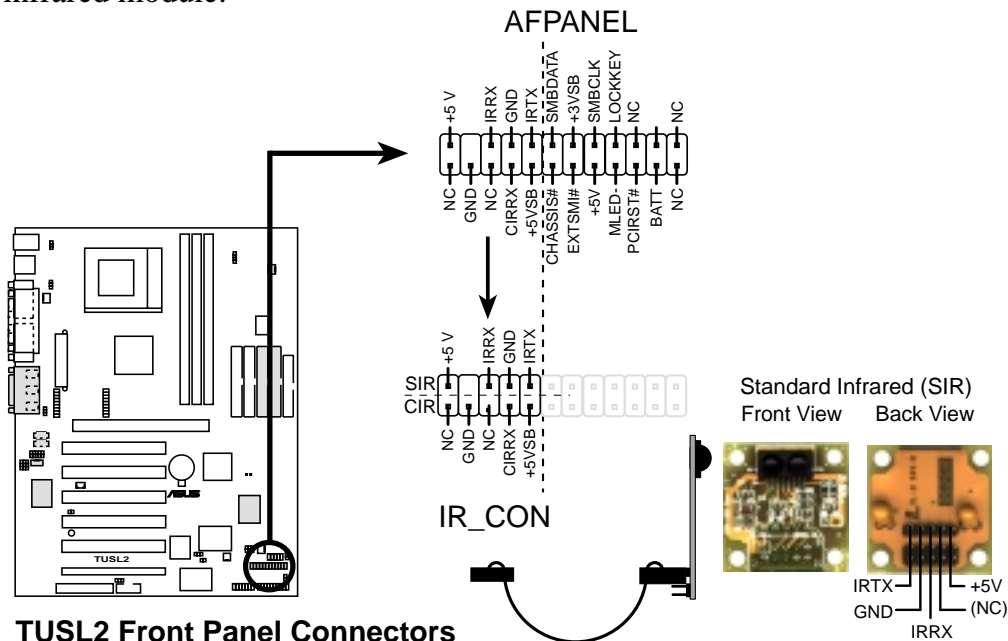 infrared module.
AFPANEL
+5 V
IRRX
GND
IRTX
SMBDATA
+3VSB
SMBCLK
LOCKKEY
NC
NC
NC
GND
NC
CIRRX
+5VSB
CHASSIS#
EXTSMI#
+5V
MLED-
PCIRST#
BATT
NC
+5 V
IRRX
GND
IRTX
SIR
CIR
NC
GND
NC
CIRRX
+5VSB
IR_CON
Standard Infrared (SIR)
Front View Back View
IRTX
GND
IRRX
+5V
(NC)
ASUS
TUSL2
TUSL2 Front Panel Connectors